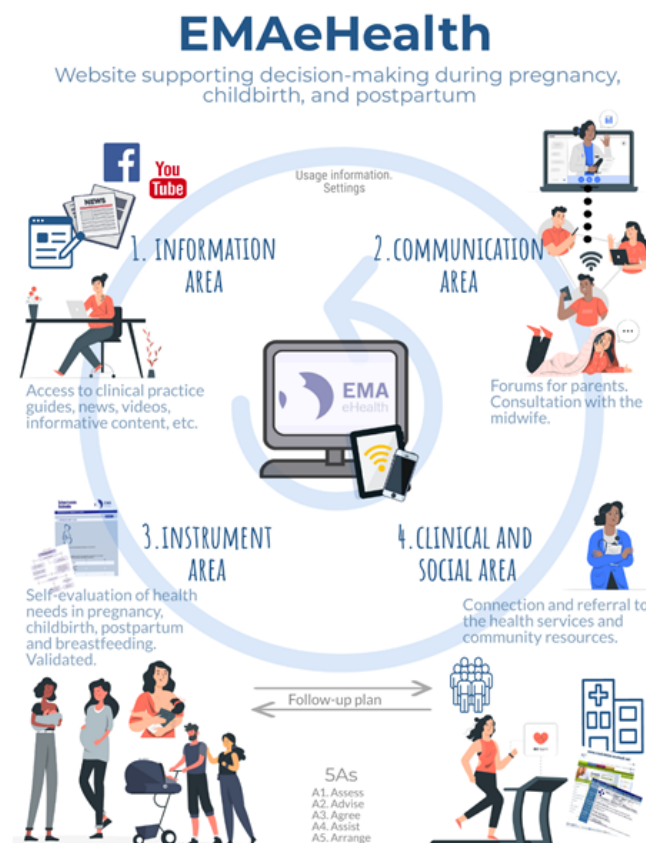 EMAeHealth
Website supporting decision-making during pregnancy,
childbirth, and postpartum
You
Tube
NEWS
Usage information.
Settings
1. INFORMATION
AREA
2.COMMUNICATION
AREA
Access to clinical practice
guides, news, videos,
informative content, etc.
EMA
eHealth
Forums for parents.
Consultation with the
midwife.
3.INSTRUMENT
AREA
4.CLINICAL AND
SOCIAL AREA
EMA
Self-evaluation of health
needs in pregnancy,
childbirth, postpartum
and breastfeeding.
Validated.
Connection and referral to
the health services and
community resources.
Follow-up plan
5As
A1. Assess
A2. Advise
A3. Agree
A4. Assist
A5. Arrange